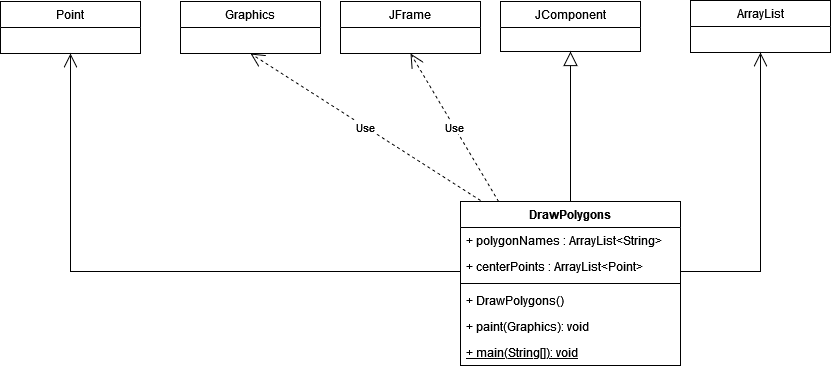 Point
Graphics
JFrame
JComponent
ArrayList
Use
Use
DrawPolygons
+ polygonNames : ArrayList<String>
+ centerPoints : ArrayList<Point>
+ DrawPolygons()
+ paint(Graphics): void
+ main(String[]): void